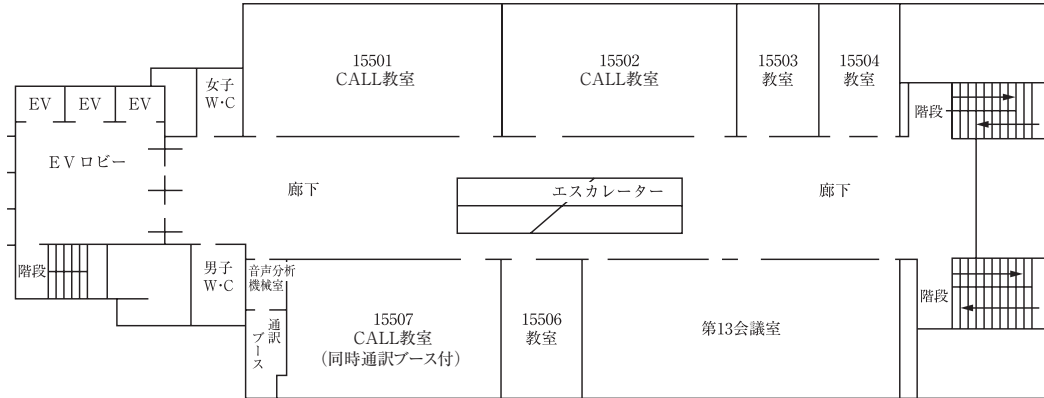 15501
CALL教室
15502
CALL教室
15503
教室
15504
教室
女子
W・C
EV
EV
EV
階段
EVロビー
廊下
エスカレーター
廊下
階段
男子
W・C
音声分析
機械室
階段
通訳
ブース
15507
CALL教室
(同時通訳ブース付)
15506
教室
第13会議室